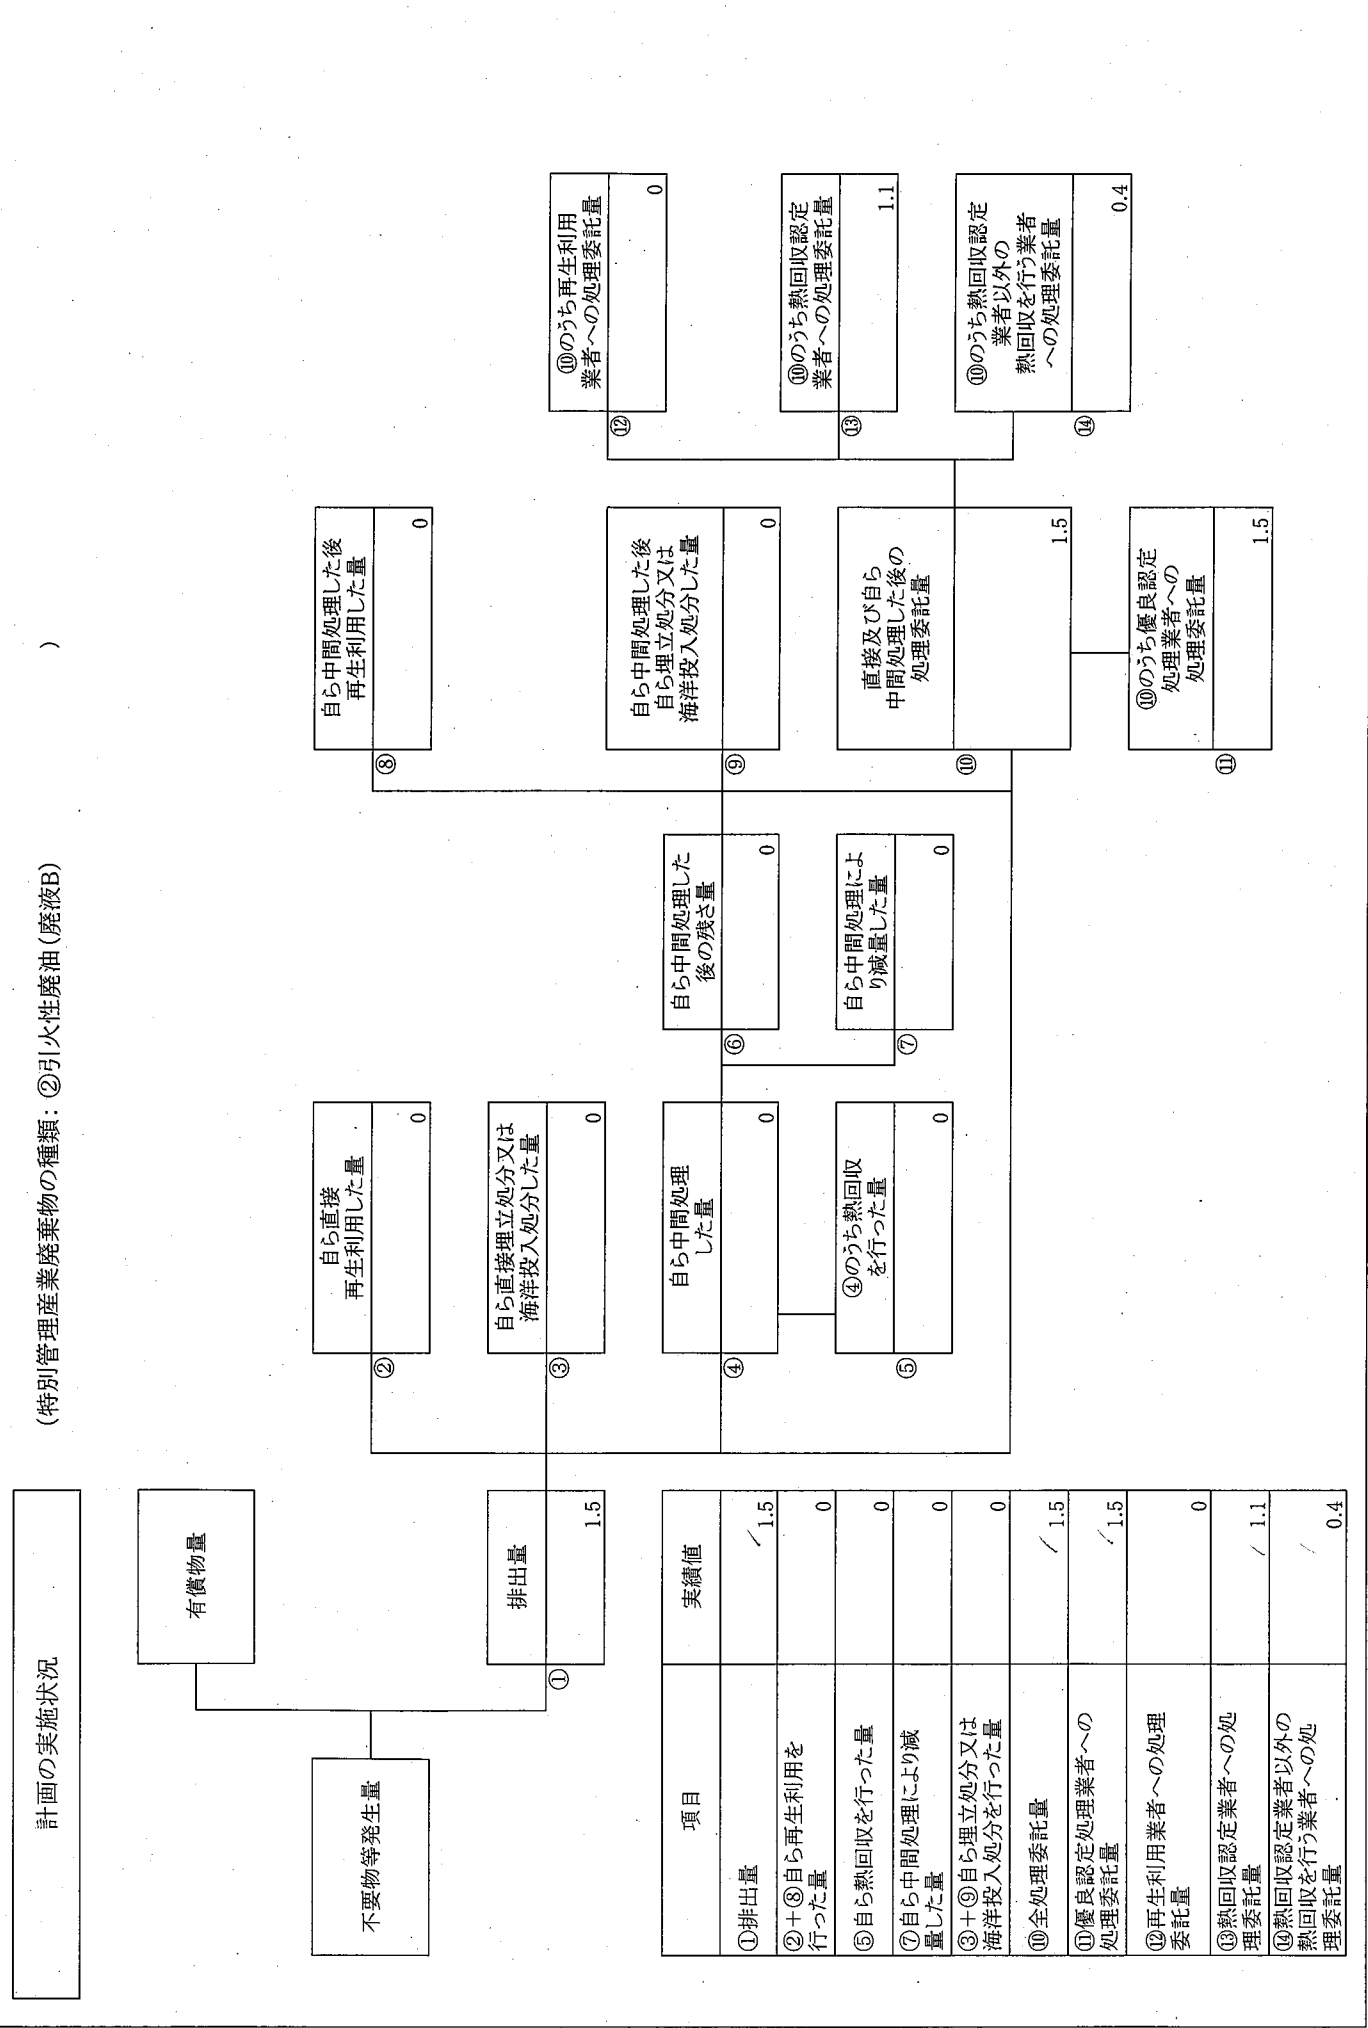 計画の実施状況
(特別管理産業廃棄物の種類：②引火性廃油(廃液B)
)
有償物量
不要物等発生量
①
排出量
1.5
②
自ら直接
再生利用した量
0
③
自ら直接埋立処分又は
海洋投入処分した量
0
④
自ら中間処理
した量
0
⑤
④のうち熱回収
を行った量
0
⑥
自ら中間処理した
後の残さ量
0
⑦
自ら中間処理によ
り減量した量
0
⑧
自ら中間処理した後
再生利用した量
0
⑨
自ら中間処理した後
自ら埋立処分又は
海洋投入処分した量
0
⑩
直接及び自ら
中間処理した後の
処理委託量
1.5
⑪
⑩のうち優良認定
処理業者への
処理委託量
1.5
⑫
⑩のうち再生利用
業者への処理委託量
0
⑬
⑩のうち熱回収認定
業者への処理委託量
1.1
⑭
⑩のうち熱回収認定
業者以外の
熱回収を行う業者
への処理委託量
0.4
項目 実績値
①排出量 1.5
②＋⑧自ら再生利用を
行った量 0
⑤自ら熱回収を行った量 0
⑦自ら中間処理により減
量した量 0
③＋⑨自ら埋立処分又は
海洋投入処分を行った量 0
⑩全処理委託量 1.5
⑪優良認定処理業者への
処理委託量 1.5
⑫再生利用業者への処理
委託量 0
⑬熱回収認定業者への処
理委託量 1.1
⑭熱回収認定業者以外の
熱回収を行う業者への処
理委託量 0.4